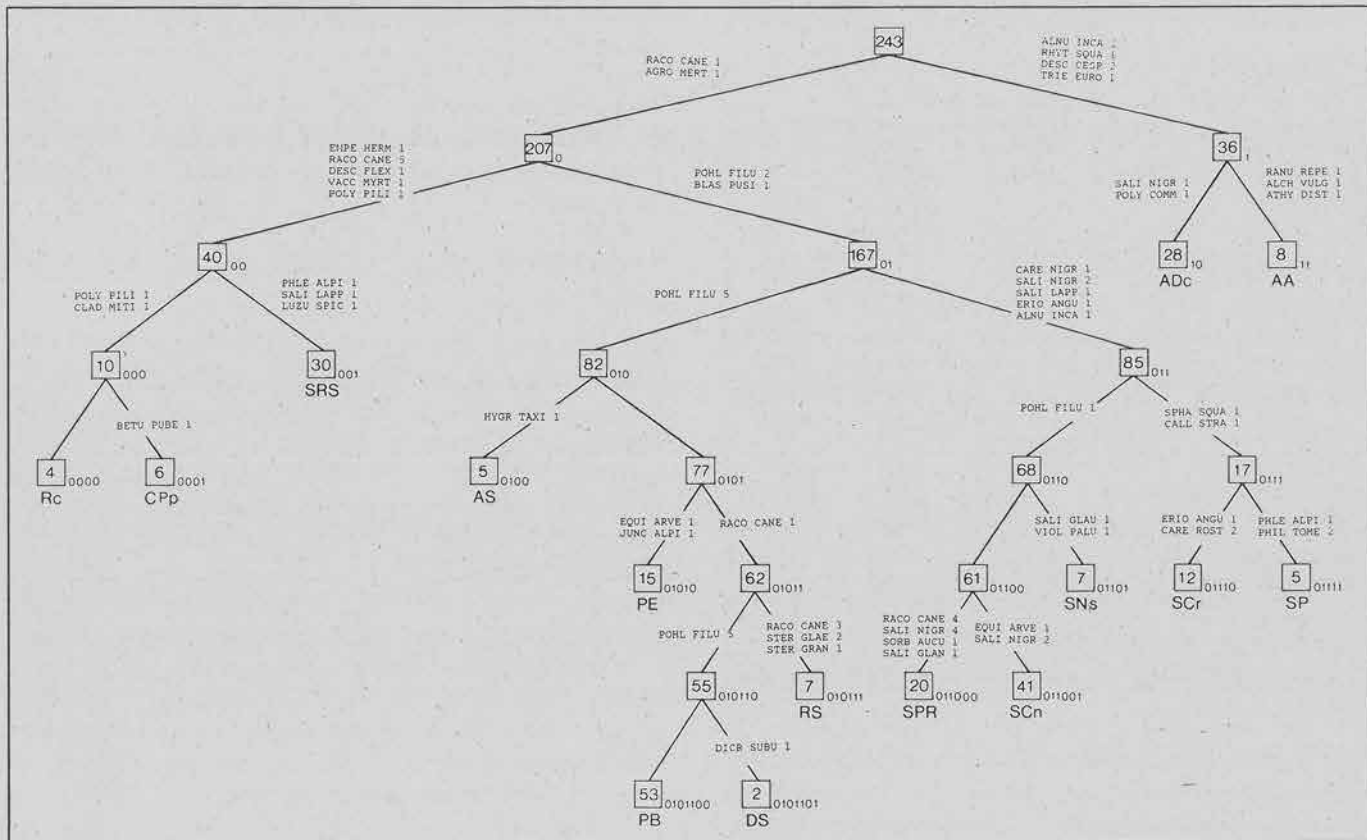 243
RACO CANE 1
AGRO MERT 1
ALNU INCA 2
RHYT SQUA 1
DESC CESP 2
TRIE EURO 1
207 0
36 1
EMPE HERM 1
RACO CANE 5
DESC FLEX 1
VACC MYRT 1
POLY PILI 1
POHL FILU 2
BLAS PUSI 1
SALI NIGR 1
POLY COMM 1
RANU REPE 1
ALCH VULG 1
ATHY DIST 1
40 00
167 01
28 10
ADc
8 11
AA
POLY PILI 1
CLAD MITI 1
PHLE ALPI 1
SALI LAPP 1
LUZU SPIC 1
POHL FILU 5
CARE NIGR 1
SALI NIGR 2
SALI LAPP 1
ERIO ANGU 1
ALNU INCA 1
10 000
30 001
SRS
82 010
85 011
BETU PUBE 1
HYGR TAXI 1
POHL FILU 1
SPHA SQUA 1
CALL STRA 1
4 0000
Rc
6 0001
CPp
5 0100
AS
77 0101
68 0110
17 0111
EQUI ARVE 1
JUNC ALPI 1
RACO CANE 1
SALI GLAU 1
VIOL PALU 1
ERIO ANGU 1
CARE ROST 2
PHLE ALPI 1
PHIL TOME 2
15 01010
PE
62 01011
61 01100
7 01101
SNs
12 01110
SCr
5 01111
SP
POHL FILU 5
RACO CANE 3
STER GLAE 2
STER GRAN 1
RACO CANE 4
SALI NIGR 4
SORB AUCU 1
SALI GLAN 1
EQUI ARVE 1
SALI NIGR 2
55 010110
7 010111
RS
20 011000
SPR
41 011001
SCn
DICR SUBU 1
53 0101100
PB
2 0101101
DS